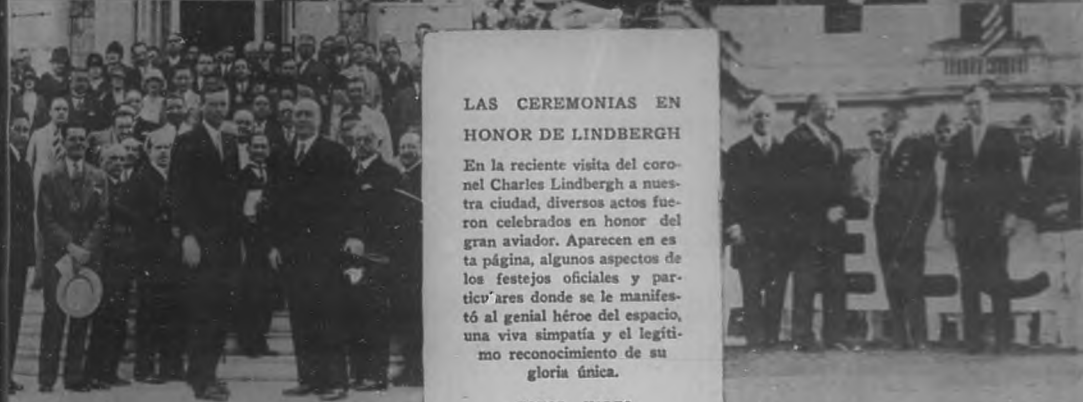 LAS CEREMONIAS EN
HONOR DE LINDBERGH
En la reciente visita del coro-
nel Charles Lindbergh a nues-
tra ciudad, diversos actos fue-
ron celebrados en honor del
gran aviador. Aparecen en es
ta página, algunos aspectos de
los festejos oficiales y par-
ticulares donde se le manifes-
tó al genial héroe del espacio,
una viva simpatía y el legíti-
mo reconocimiento de su
gloria única.